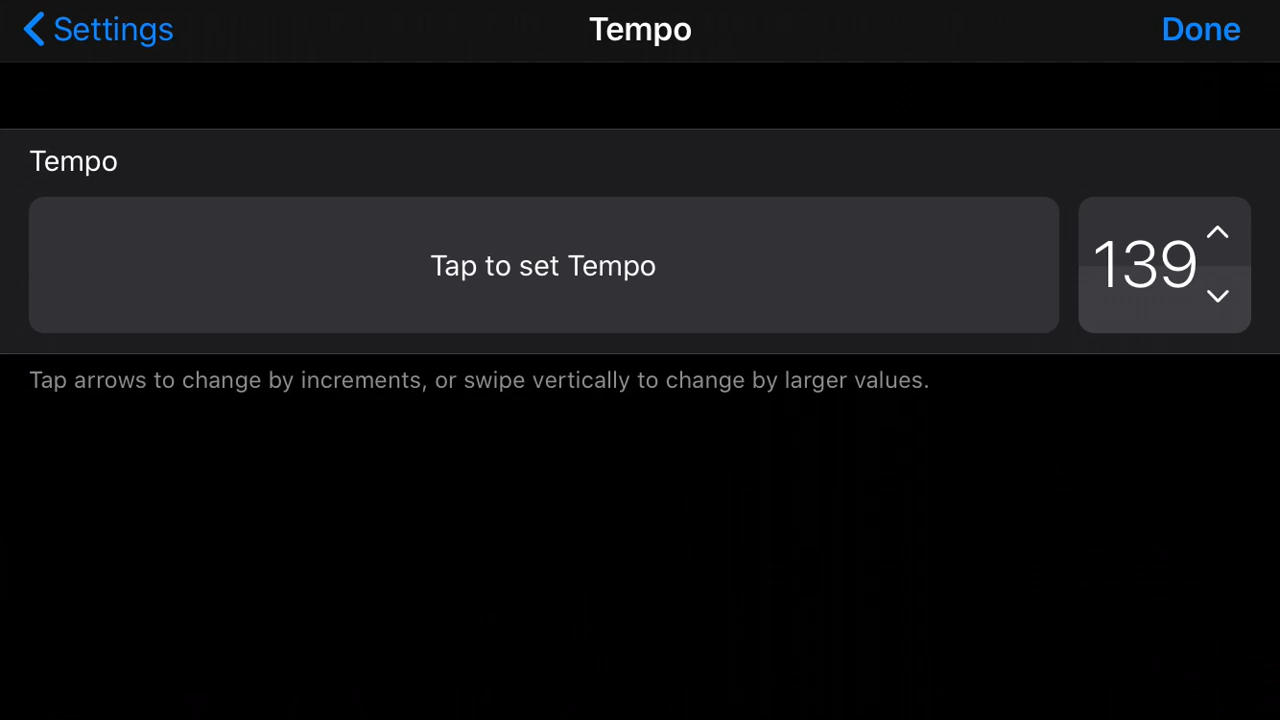 Settings
Tempo
Done
Tempo
Tap to set Tempo
139
Tap arrows to change by increments, or swipe vertically to change by larger values.